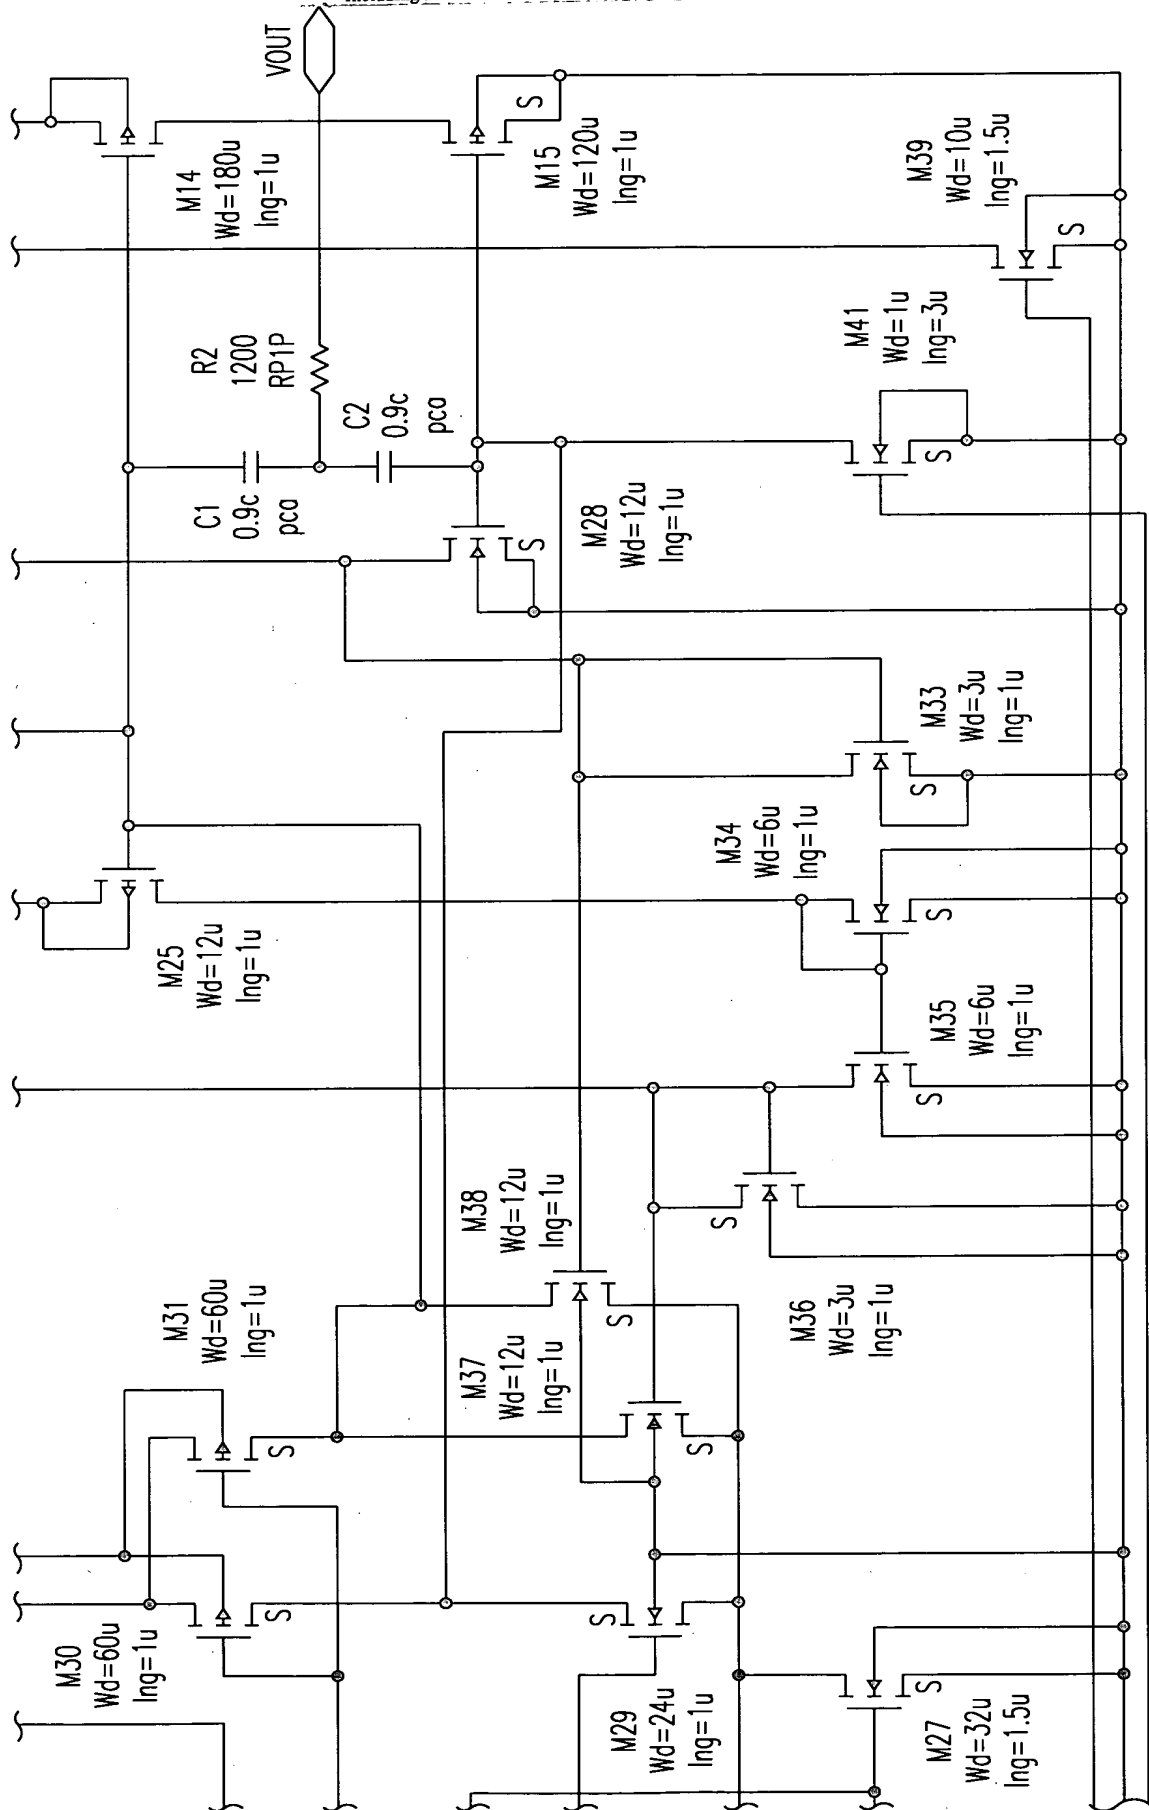 VOUT
M14
Wd=180u
lng=1u
S
M15
Wd=120u
lng=1u
M39
Wd=10u
lng=1.5u
S
R2
1200
RP1P
M41
Wd=1u
lng=3u
C1
0.9c
pca
C2
0.9c
pca
S
M28
Wd=12u
lng=1u
S
M33
Wd=3u
lng=1u
S
M34
Wd=6u
lng=1u
S
M25
Wd=12u
lng=1u
M35
Wd=6u
lng=1u
S
M38
Wd=12u
lng=1u
S
S
M36
Wd=3u
lng=1u
M31
Wd=60u
lng=1u
S
M37
Wd=12u
lng=1u
S
M30
Wd=60u
lng=1u
S
M29
Wd=24u
lng=1u
S
M27
Wd=32u
lng=1.5u
S